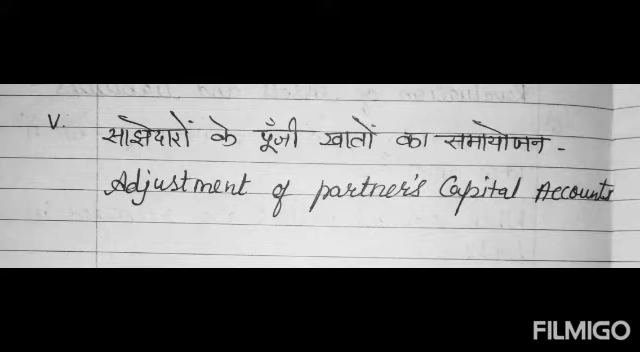 V. साझेदारों के पूँजी खातों का समायोजन -
Adjustment of partner's Capital Accounts
FILMIGO